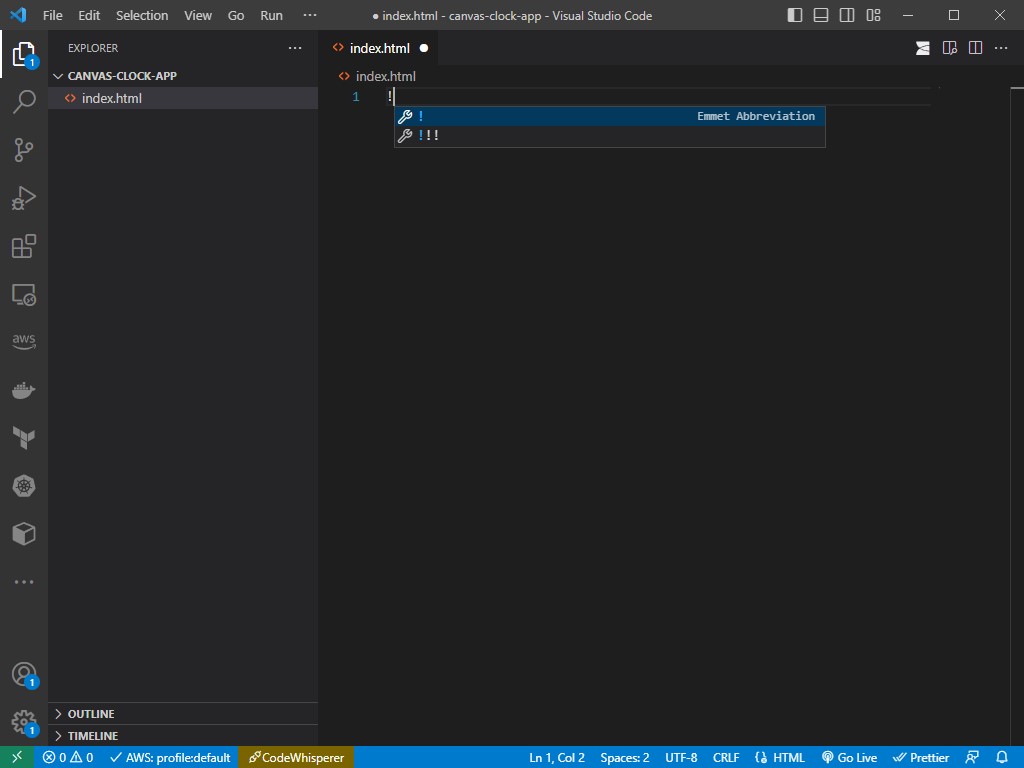 File Edit Selection View Go Run ··· ● index.html - canvas-clock-app - Visual Studio Code
EXPLORER ···
index.html ●
1
CANVAS-CLOCK-APP
index.html
index.html
1 !
! Emmet Abbreviation
!!!
aws
1
1
OUTLINE
TIMELINE
0 0 AWS: profile:default CodeWhisperer Ln 1, Col 2 Spaces: 2 UTF-8 CRLF HTML Go Live Prettier